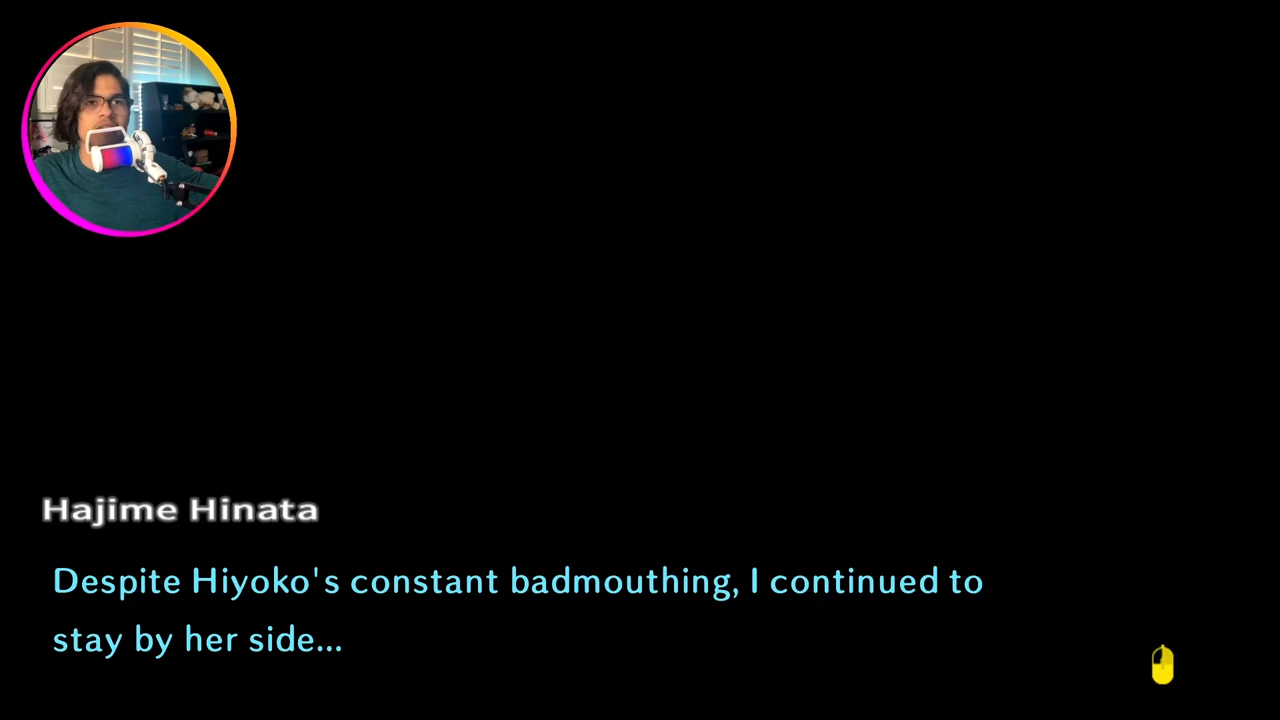 Hajime Hinata
Despite Hiyoko's constant badmouthing, I continued to
stay by her side...